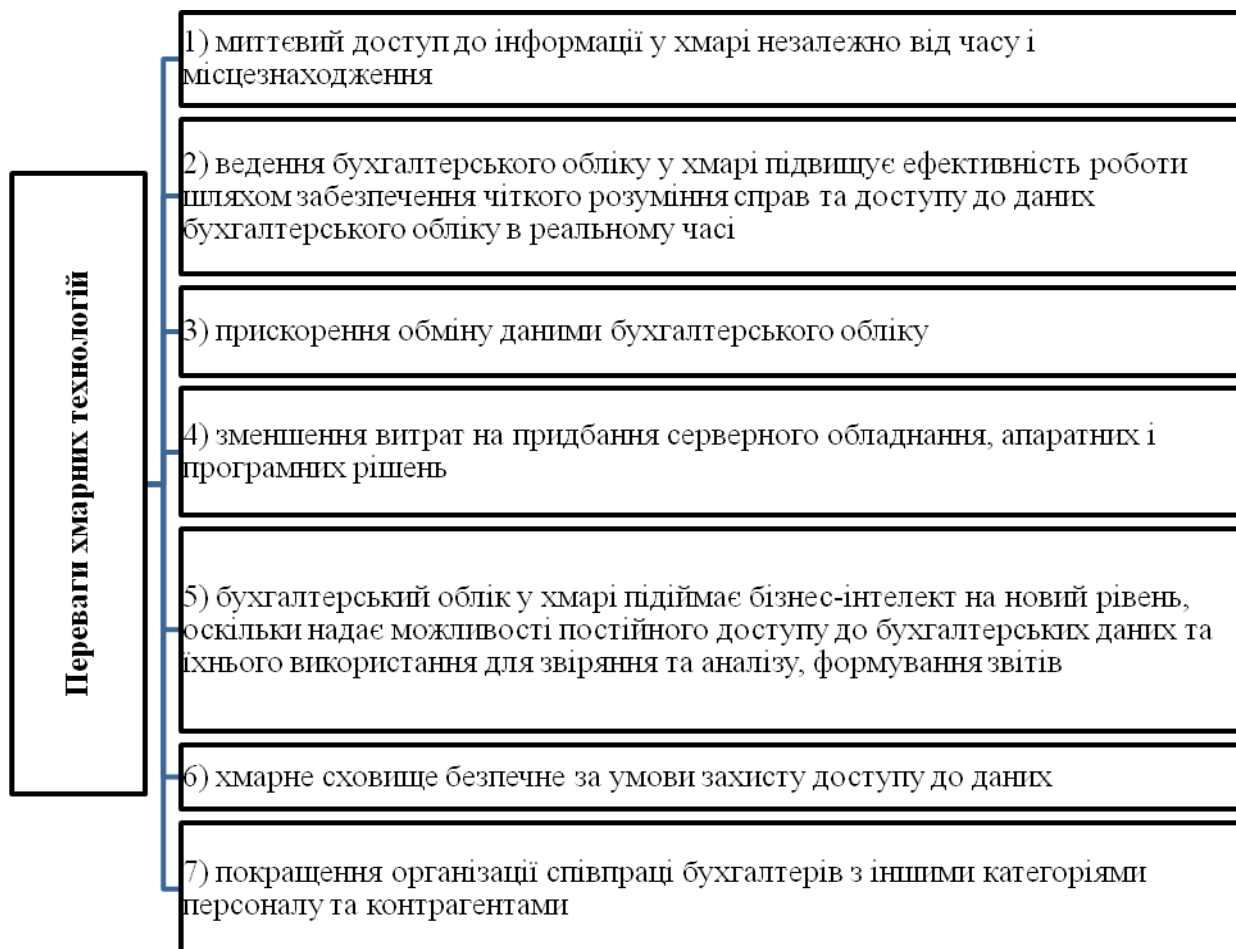 Переваги хмарних технологій
1) миттєвий доступ до інформації у хмарі незалежно від часу і
місцезнаходження
2) ведення бухгалтерського обліку у хмарі підвищує ефективність роботи
шляхом забезпечення чіткого розуміння справ та доступу до даних
бухгалтерського обліку в реальному часі
3) прискорення обміну даними бухгалтерського обліку
4) зменшення витрат на придбання серверного обладнання, апаратних і
програмних рішень
5) бухгалтерський облік у хмарі підіймає бізнес-інтелект на новий рівень,
оскільки надає можливості постійного доступу до бухгалтерських даних та
їхнього використання для звіряння та аналізу, формування звітів
6) хмарне сховище безпечне за умови захисту доступу до даних
7) покращення організації співпраці бухгалтерів з іншими категоріями
персоналу та контрагентами